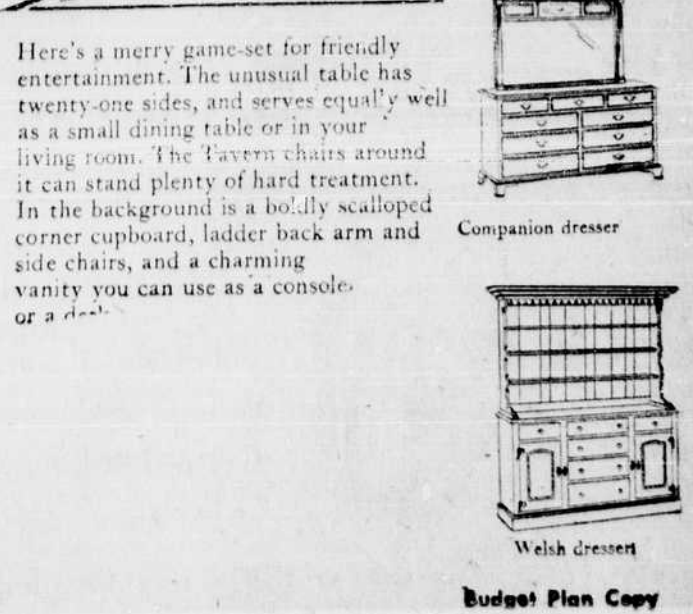 Here's a merry game-set for friendly
entertainment. The unusual table has
twenty-one sides, and serves equal'y well
as a small dining table or in your
living room. The Tavern chairs around
it can stand plenty of hard treatment.
In the background is a boldly scalloped
corner cupboard, ladder back arm and
side chairs, and a charming
vanity you can use as a console
or a desk
Companion dresser
Welsh dresser
Budget Plan Copy